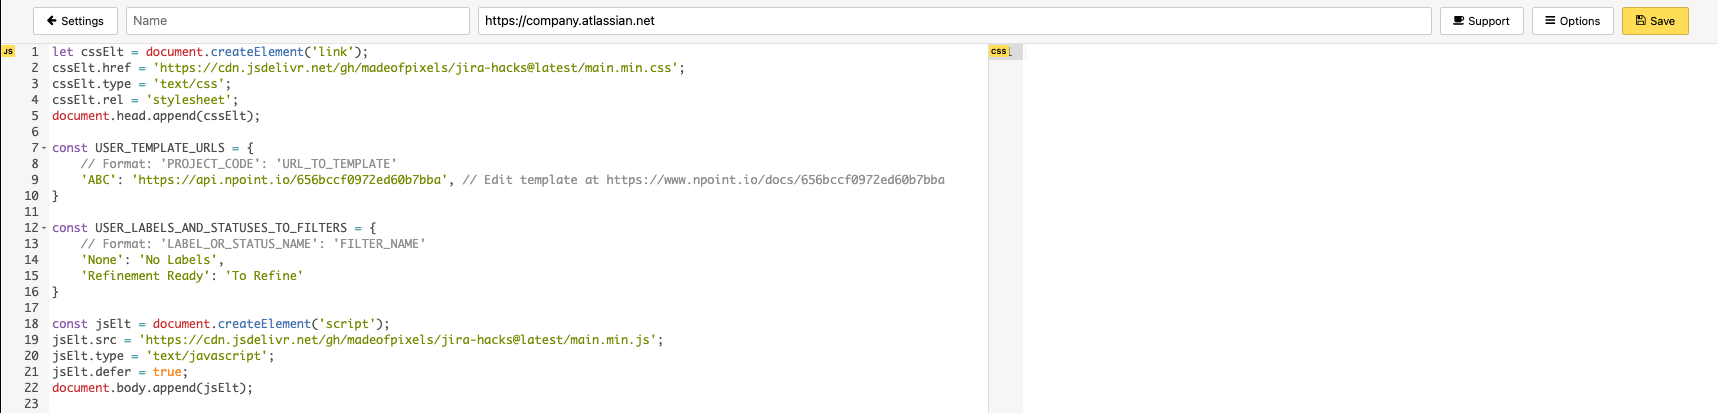 Settings
Name
https://company.atlassian.net
Support
Options
Save
JS
CSS
1 let cssElt = document.createElement('link');
2 cssElt.href = 'https://cdn.jsdelivr.net/gh/madeofpixels/jira-hacks@latest/main.min.css';
3 cssElt.type = 'text/css';
4 cssElt.rel = 'stylesheet';
5 document.head.append(cssElt);
6
7 const USER_TEMPLATE_URLS = {
8 // Format: 'PROJECT_CODE': 'URL_TO_TEMPLATE'
9 'ABC': 'https://api.npoint.io/656bccf0972ed60b7bba', // Edit template at https://www.npoint.io/docs/656bccf0972ed60b7bba
10 }
11
12 const USER_LABELS_AND_STATUSES_TO_FILTERS = {
13 // Format: 'LABEL_OR_STATUS_NAME': 'FILTER_NAME'
14 'None': 'No Labels',
15 'Refinement Ready': 'To Refine'
16 }
17
18 const jsElt = document.createElement('script');
19 jsElt.src = 'https://cdn.jsdelivr.net/gh/madeofpixels/jira-hacks@latest/main.min.js';
20 jsElt.type = 'text/javascript';
21 jsElt.defer = true;
22 document.body.append(jsElt);
23